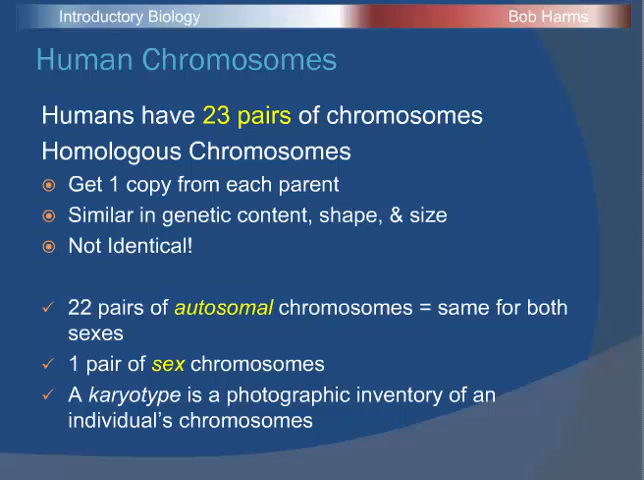 Introductory Biology Bob Harms
Human Chromosomes
Humans have 23 pairs of chromosomes
Homologous Chromosomes
Get 1 copy from each parent
Similar in genetic content, shape, & size
Not Identical!
22 pairs of autosomal chromosomes = same for both
sexes
1 pair of sex chromosomes
A karyotype is a photographic inventory of an
individual's chromosomes